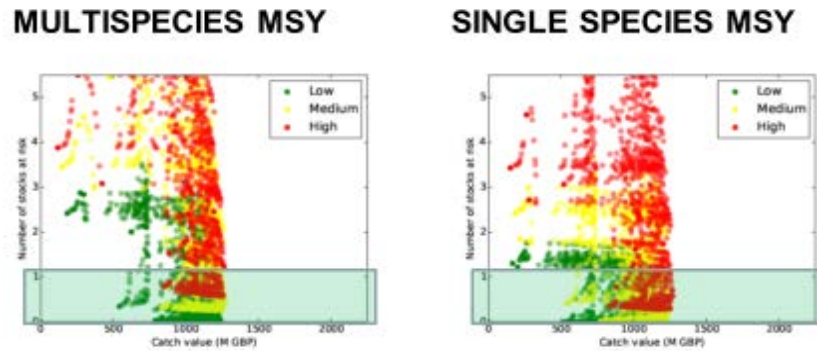 MULTISPECIES MSY
Number of stocks at risk
5
4
3
2
1
0
0 500 1000 1500 2000
Catch value (M GBP)
Low
Medium
High
SINGLE SPECIES MSY
Number of stocks at risk
5
4
3
2
1
0
0 500 1000 1500 2000
Catch value (M GBP)
Low
Medium
High